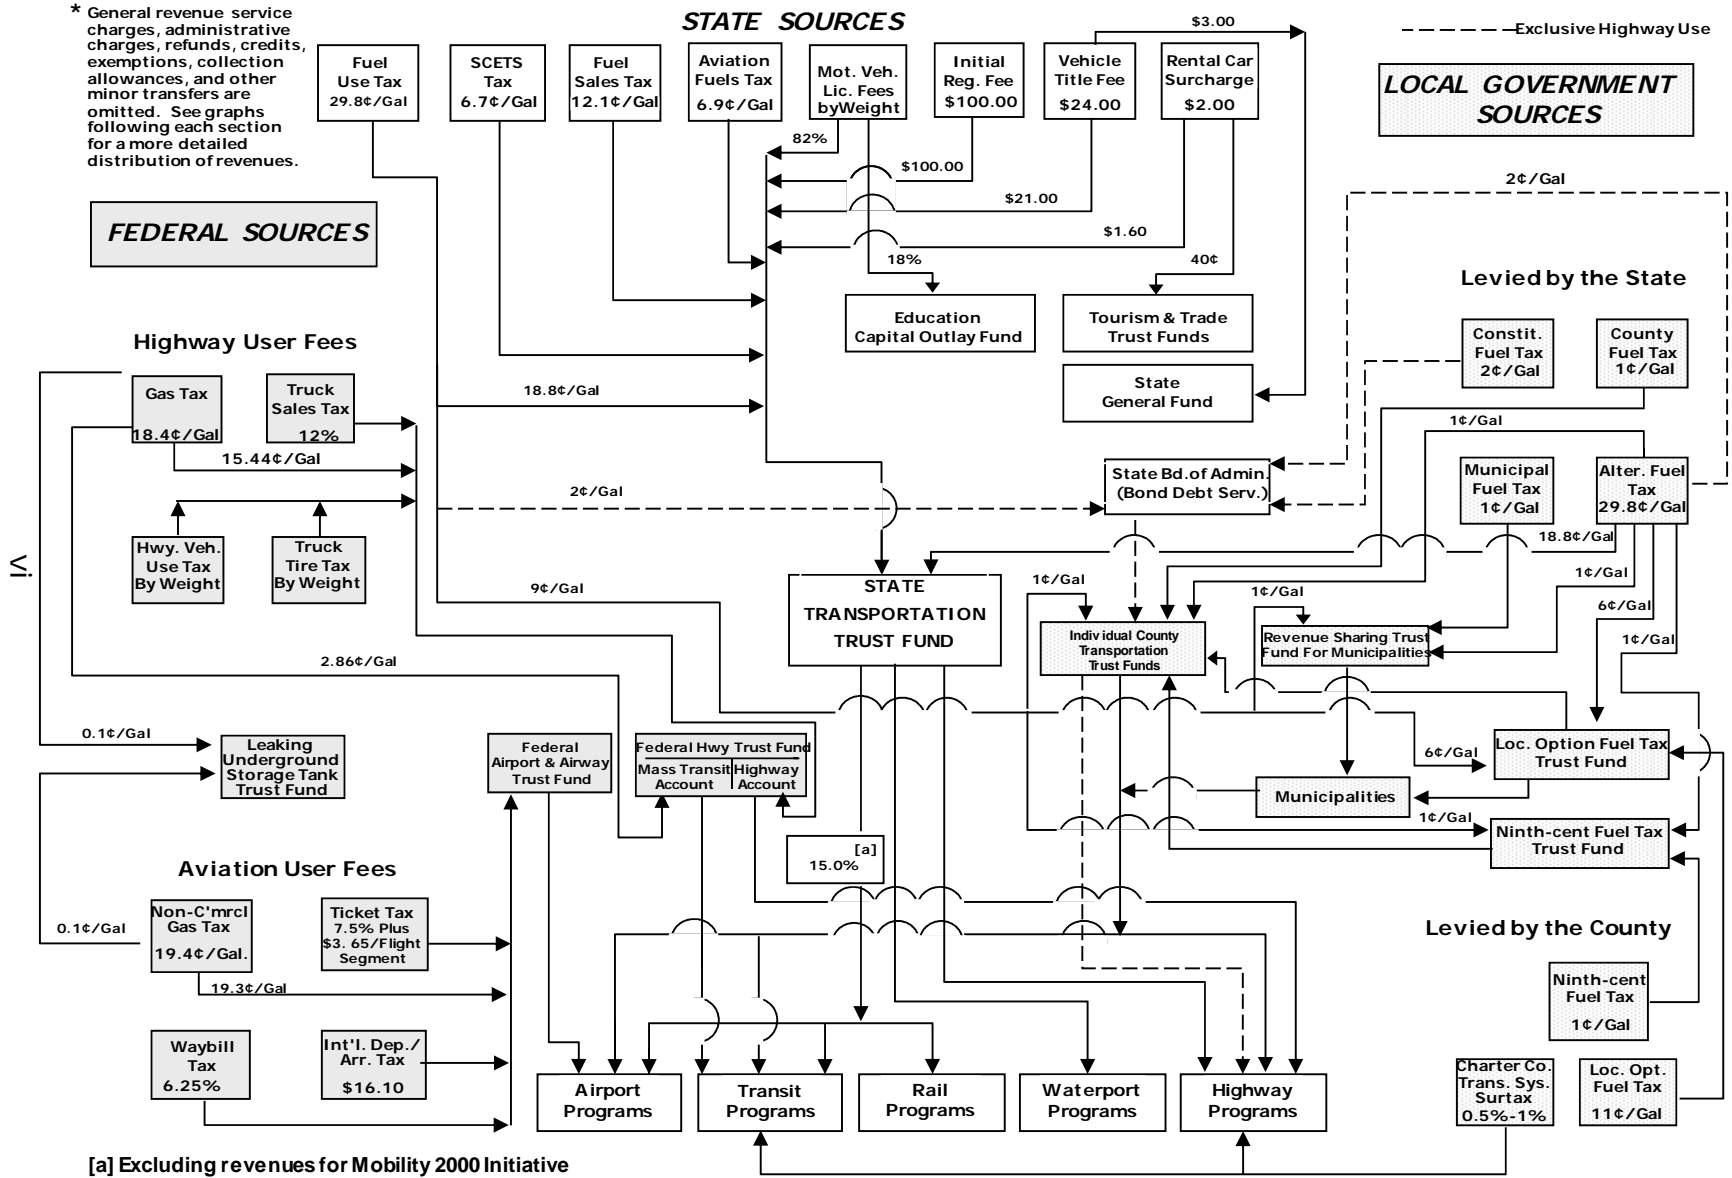 * General revenue service
charges, administrative
charges, refunds, credits,
exemptions, collection
allowances, and other
minor transfers are
omitted. See graphs
following each section
for a more detailed
distribution of revenues.
STATE SOURCES
$3.00
Exclusive Highway Use
Fuel
Use Tax
29.8¢/Gal
SCETS
Tax
6.7¢/Gal
Fuel
Sales Tax
12.1¢/Gal
Aviation
Fuels Tax
6.9¢/Gal
Mot. Veh.
Lic. Fees
byWeight
Initial
Reg. Fee
$100.00
Vehicle
Title Fee
$24.00
Rental Car
Surcharge
$2.00
LOCAL GOVERNMENT
SOURCES
82%
$100.00
$21.00
$1.60
18%
40¢
2¢/Gal
FEDERAL SOURCES
Education
Capital Outlay Fund
Tourism & Trade
Trust Funds
State
General Fund
Levied by the State
Constit.
Fuel Tax
2¢/Gal
County
Fuel Tax
1¢/Gal
Highway User Fees
Gas Tax
18.4¢/Gal
Truck
Sales Tax
12%
18.8¢/Gal
1¢/Gal
15.44¢/Gal
2¢/Gal
State Bd.of Admin.
(Bond Debt Serv.)
Municipal
Fuel Tax
1¢/Gal
Alter. Fuel
Tax
29.8¢/Gal
18.8¢/Gal
Hwy. Veh.
Use Tax
By Weight
Truck
Tire Tax
By Weight
vi
9¢/Gal
STATE
TRANSPORTATION
TRUST FUND
1¢/Gal
1¢/Gal
1¢/Gal
6¢/Gal
1¢/Gal
Individual County
Transportation
Trust Funds
Revenue Sharing Trust
Fund For Municipalities
2.86¢/Gal
0.1¢/Gal
Leaking
Underground
Storage Tank
Trust Fund
Federal
Airport & Airway
Trust Fund
Federal Hwy Trust Fund
Mass Transit
Account
Highway
Account
6¢/Gal
Loc. Option Fuel Tax
Trust Fund
Municipalities
1¢/Gal
Ninth-cent Fuel Tax
Trust Fund
[a]
15.0%
Aviation User Fees
Non-C'mrcl
Gas Tax
19.4¢/Gal.
Ticket Tax
7.5% Plus
$3. 65/Flight
Segment
0.1¢/Gal
19.3¢/Gal
Levied by the County
Ninth-cent
Fuel Tax
1¢/Gal
Waybill
Tax
6.25%
Int'l. Dep./
Arr. Tax
$16.10
Airport
Programs
Transit
Programs
Rail
Programs
Waterport
Programs
Highway
Programs
Charter Co.
Trans. Sys.
Surtax
0.5%-1%
Loc. Opt.
Fuel Tax
11¢/Gal
[a] Excluding revenues for Mobility 2000 Initiative